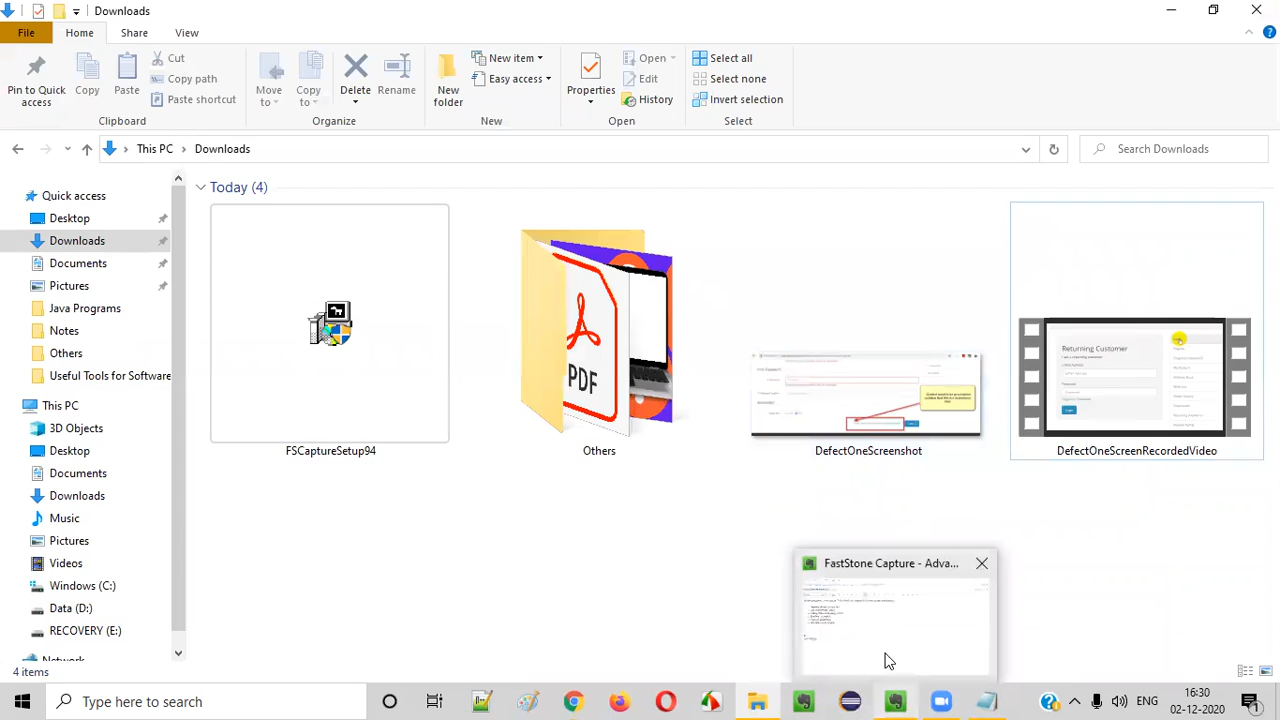 Downloads
File
Home
Share
View
Pin to Quick access
Copy
Paste
Cut
Copy path
Paste shortcut
Clipboard
Move to
Copy to
Delete
Rename
Organize
New folder
New item
Easy access
New
Properties
Open
Edit
History
Open
Select all
Select none
Invert selection
Select
This PC
Downloads
Search Downloads
Quick access
Desktop
Downloads
Documents
Pictures
Java Programs
Notes
Others
Useful Tools for Software
This PC
3D Objects
Desktop
Documents
Downloads
Music
Pictures
Videos
Windows (C:)
Data (D:)
RECOVERY (E:)
Network
Today (4)
FSCaptureSetup94
PDF
Others
DefectOneScreenshot
Returning Customer
DefectOneScreenRecordedVideo
FastStone Capture - Adva...
4 items
Type here to search
ENG
16:30
02-12-2020
1